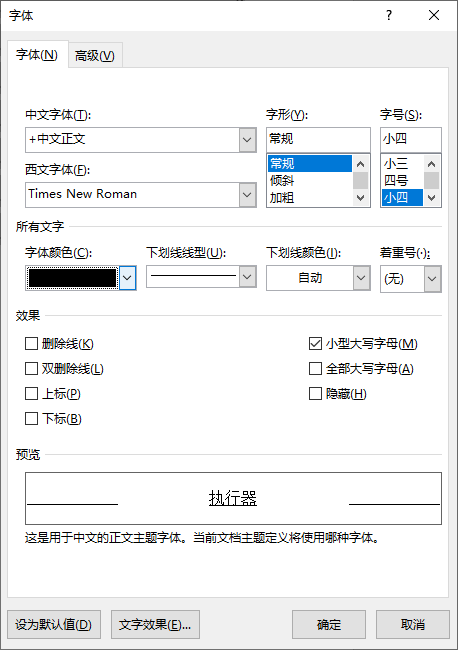 字体
字体(N) 高级(V)
中文字体(T): 字形(Y): 字号(S):
+中文正文 常规 小四
常规 小三
西文字体(F): 倾斜 四号
Times New Roman 加粗 小四
所有文字
字体颜色(C): 下划线线型(U): 下划线颜色(I): 着重号(·):
自动 (无)
效果
删除线(K) 小型大写字母(M)
双删除线(L) 全部大写字母(A)
上标(P) 隐藏(H)
下标(B)
预览
执行器
这是用于中文的正文主题字体。当前文档主题定义将使用哪种字体。
设为默认值(D) 文字效果(E)... 确定 取消